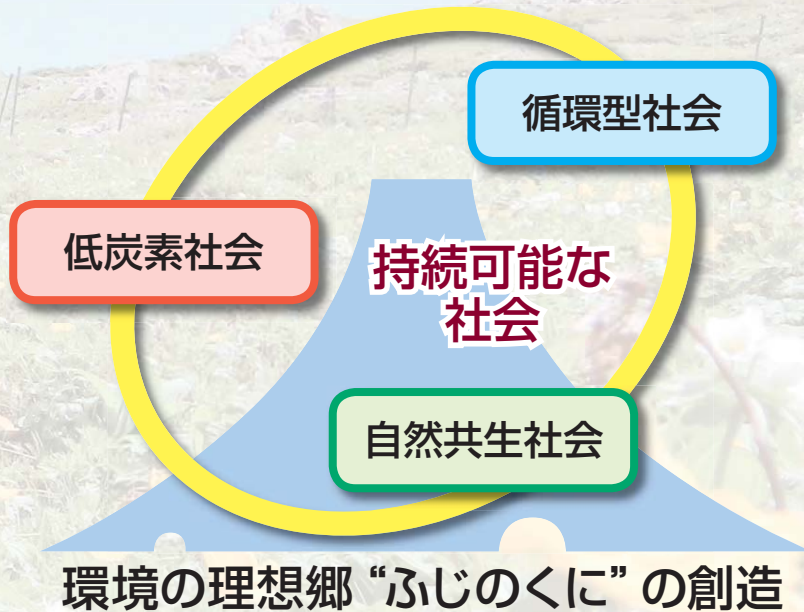 循環型社会
低炭素社会
持続可能な
社会
自然共生社会
環境の理想郷“ふじのくに”の創造